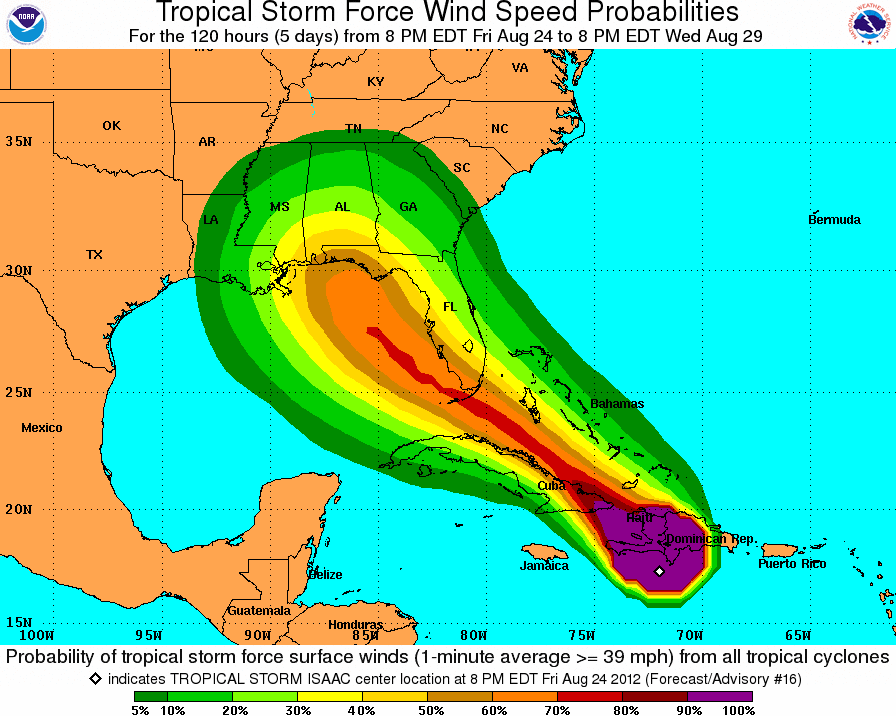 Tropical Storm Force Wind Speed Probabilities
For the 120 hours (5 days) from 8 PM EDT Fri Aug 24 to 8 PM EDT Wed Aug 29
NOAA
KY
VA
OK
TN
NC
35N
AR
SC
LA
MS
AL
GA
Bermuda
TX
30N
FL
25N
Bahamas
Mexico
Cuba
20N
Haiti
Dominican Rep.
Jamaica
Puerto Rico
Belize
Guatemala
Honduras
15N
100W 95W 90W 85W 80W 75W 70W 65W
Probability of tropical storm force surface winds (1-minute average >= 39 mph) from all tropical cyclones
indicates TROPICAL STORM ISAAC center location at 8 PM EDT Fri Aug 24 2012 (Forecast/Advisory #16)
5% 10% 20% 30% 40% 50% 60% 70% 80% 90% 100%